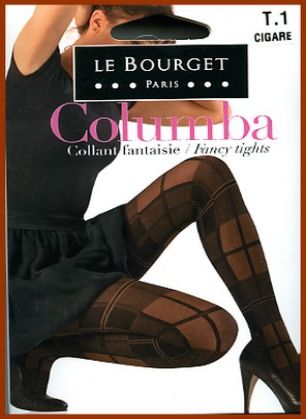 T.1
CIGARE
LE BOURGET
PARIS
Columba
Collant fantaisie / Fancy tights